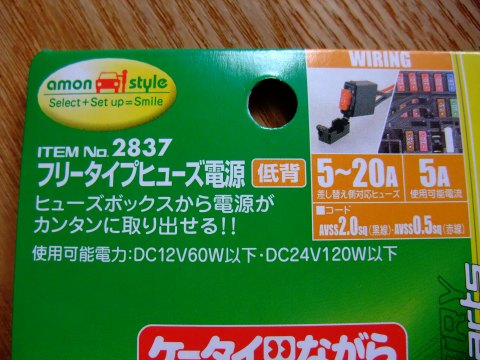 WIRING
amon style
Select+Set up=Smile
ITEM No. 2837
フリータイプヒューズ電源 低背
ヒューズボックスから電源が
カンタンに取り出せる!!
使用可能電力:DC12V60W以下・DC24V120W以下
5〜20A
差し替え側対応ヒューズ
5A
使用可能電流
■コード
AVSS2.0sq(黒線)・AVSS0.5sq(赤線)
ケータイ
ながら
arts